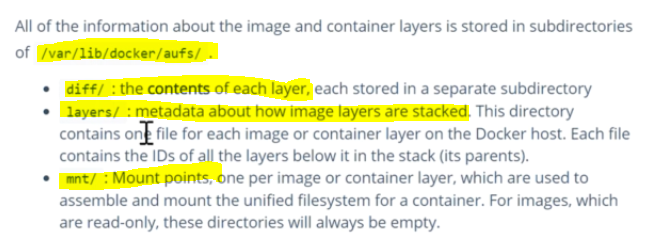 All of the information about the image and container layers is stored in subdirectories
of /var/lib/docker/aufs/ .
• diff/ : the contents of each layer, each stored in a separate subdirectory
• layers/ : metadata about how image layers are stacked. This directory
contains one file for each image or container layer on the Docker host. Each file
contains the IDs of all the layers below it in the stack (its parents).
• mnt/ : Mount points, one per image or container layer, which are used to
assemble and mount the unified filesystem for a container. For images, which
are read-only, these directories will always be empty.